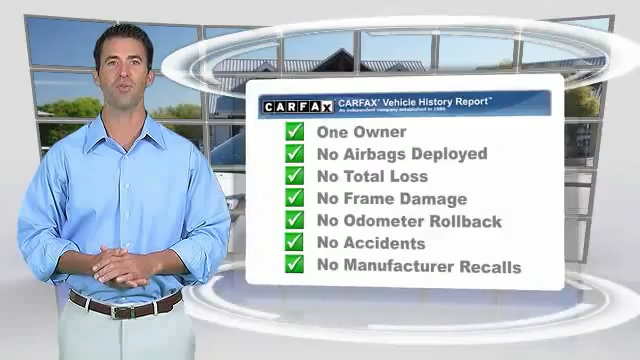 CARFAX CARFAX® Vehicle History Report™
An independent company established in 1986
One Owner
No Airbags Deployed
No Total Loss
No Frame Damage
No Odometer Rollback
No Accidents
No Manufacturer Recalls